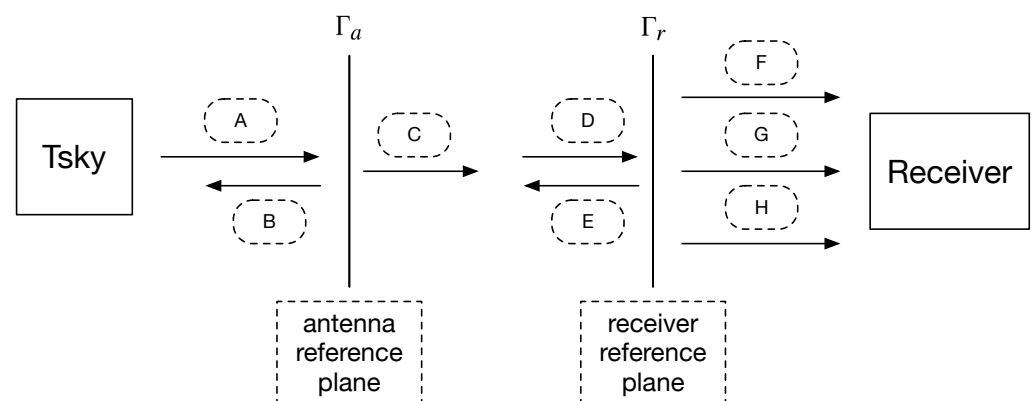 Γₐ
Γᵣ
F
A
C
D
G
Tsky
Receiver
B
E
H
antenna
reference
plane
receiver
reference
plane